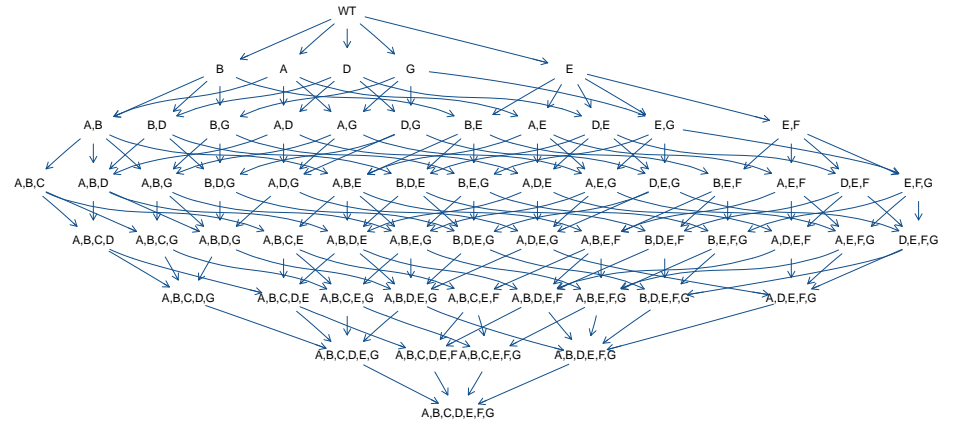 WT
B A D G E
A,B B,D B,G A,D A,G D,G B,E A,E D,E E,G E,F
A,B,C A,B,D A,B,G B,D,G A,D,G A,B,E B,D,E B,E,G A,D,E A,E,G D,E,G B,E,F A,E,F D,E,F E,F,G
A,B,C,D A,B,C,G A,B,D,G A,B,C,E A,B,D,E A,B,E,G B,D,E,G A,D,E,G A,B,E,F B,D,E,F B,E,F,G A,D,E,F A,E,F,G D,E,F,G
A,B,C,D,G A,B,C,D,E A,B,C,E,G A,B,D,E,G A,B,C,E,F A,B,D,E,F A,B,E,F,G B,D,E,F,G A,D,E,F,G
A,B,C,D,E,G A,B,C,D,E,F A,B,C,E,F,G A,B,D,E,F,G
A,B,C,D,E,F,G